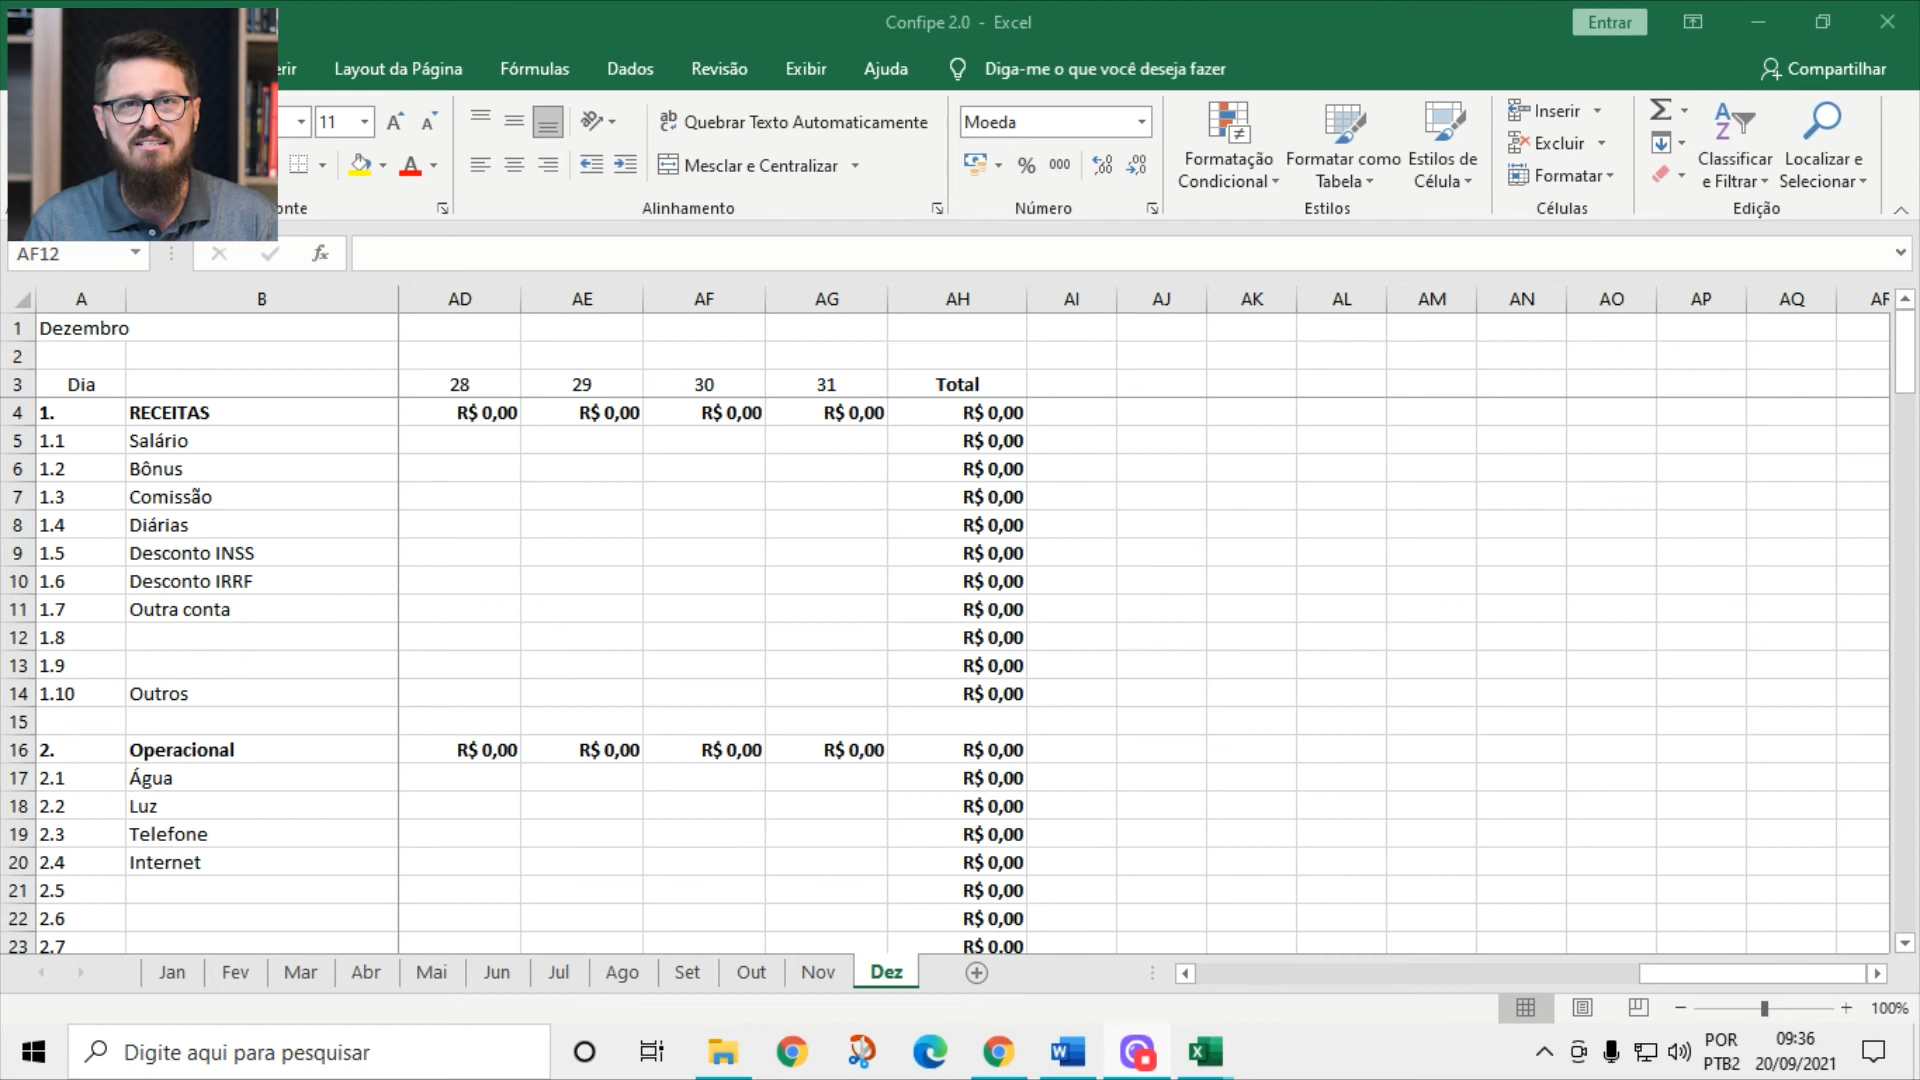 Confipe 2.0 - Excel
Entrar
erir Layout da Página Fórmulas Dados Revisão Exibir Ajuda Diga-me o que você deseja fazer Compartilhar
11 Quebrar Texto Automaticamente Moeda Inserir
Mesclar e Centralizar % 000 Formatação Condicional Formatar como Tabela Estilos de Célula Excluir Formatar Classificar e Filtrar Localizar e Selecionar
onte Alinhamento Número Estilos Células Edição
AF12 fx
A B AD AE AF AG AH AI AJ AK AL AM AN AO AP AQ AF
1 Dezembro
2
3 Dia 28 29 30 31 Total
4 1. RECEITAS R$ 0,00 R$ 0,00 R$ 0,00 R$ 0,00 R$ 0,00
5 1.1 Salário R$ 0,00
6 1.2 Bônus R$ 0,00
7 1.3 Comissão R$ 0,00
8 1.4 Diárias R$ 0,00
9 1.5 Desconto INSS R$ 0,00
10 1.6 Desconto IRRF R$ 0,00
11 1.7 Outra conta R$ 0,00
12 1.8 R$ 0,00
13 1.9 R$ 0,00
14 1.10 Outros R$ 0,00
15
16 2. Operacional R$ 0,00 R$ 0,00 R$ 0,00 R$ 0,00 R$ 0,00
17 2.1 Água R$ 0,00
18 2.2 Luz R$ 0,00
19 2.3 Telefone R$ 0,00
20 2.4 Internet R$ 0,00
21 2.5 R$ 0,00
22 2.6 R$ 0,00
23 2.7 R$ 0,00
Jan Fev Mar Abr Mai Jun Jul Ago Set Out Nov Dez
100%
Digite aqui para pesquisar
POR 09:36
PTB2 20/09/2021